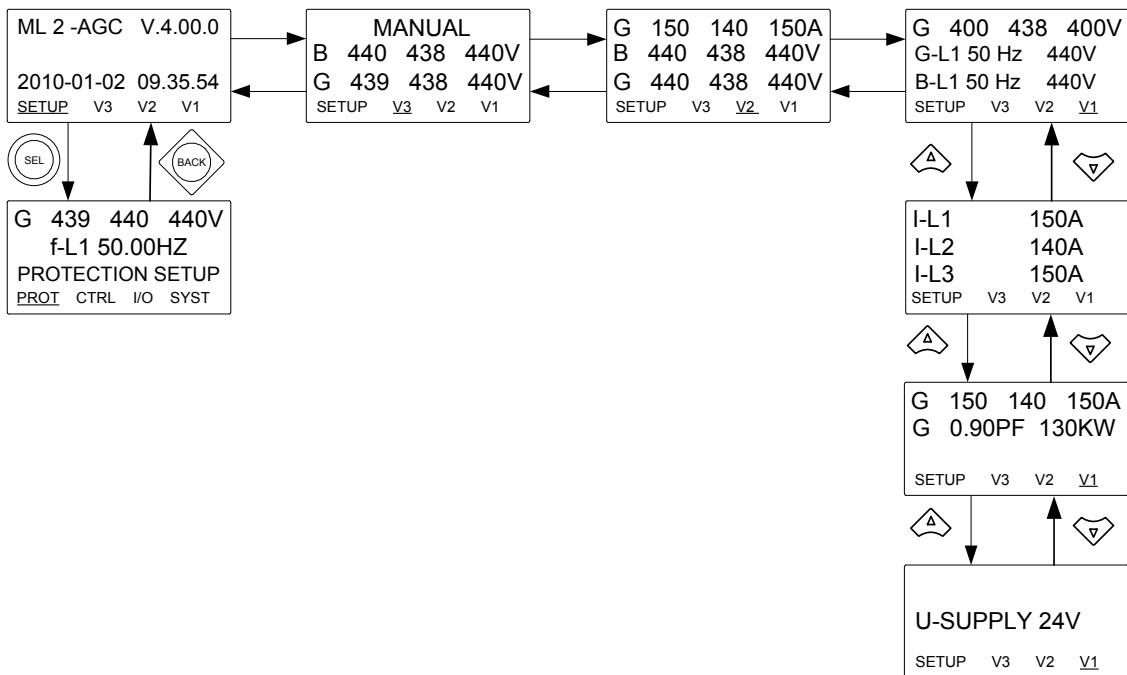 ML 2 -AGC V.4.00.0
2010-01-02 09.35.54
SETUP V3 V2 V1
MANUAL
B 440 438 440V
G 439 438 440V
SETUP V3 V2 V1
G 150 140 150A
B 440 438 440V
G 440 438 440V
SETUP V3 V2 V1
G 400 438 400V
G-L1 50 Hz 440V
B-L1 50 Hz 440V
SETUP V3 V2 V1
SEL
BACK
G 439 440 440V
f-L1 50.00HZ
PROTECTION SETUP
PROT CTRL I/O SYST
I-L1 150A
I-L2 140A
I-L3 150A
SETUP V3 V2 V1
G 150 140 150A
G 0.90PF 130KW
SETUP V3 V2 V1
U-SUPPLY 24V
SETUP V3 V2 V1